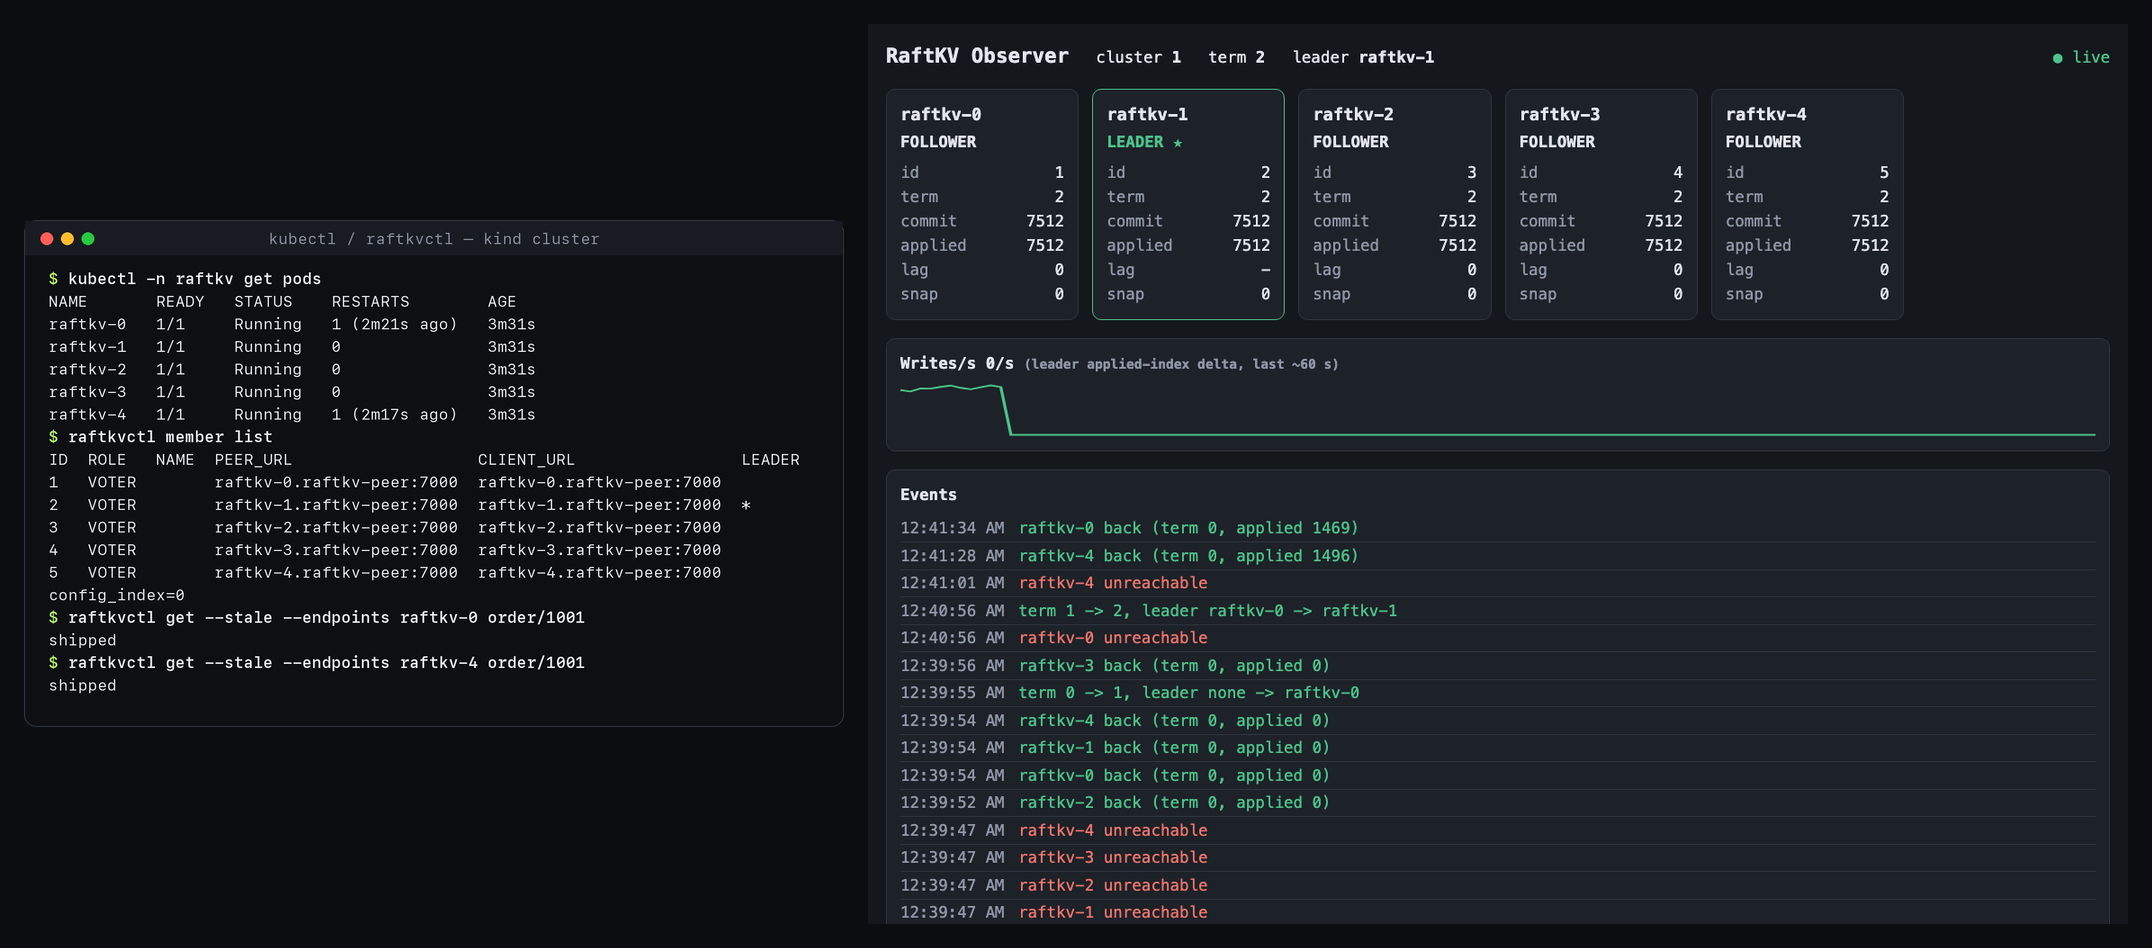 kubectl / raftkvctl — kind cluster
$ kubectl -n raftkv get pods
NAME READY STATUS RESTARTS AGE
raftkv-0 1/1 Running 1 (2m21s ago) 3m31s
raftkv-1 1/1 Running 0 3m31s
raftkv-2 1/1 Running 0 3m31s
raftkv-3 1/1 Running 0 3m31s
raftkv-4 1/1 Running 1 (2m17s ago) 3m31s
$ raftkvctl member list
ID ROLE NAME PEER_URL CLIENT_URL LEADER
1 VOTER raftkv-0.raftkv-peer:7000 raftkv-0.raftkv-peer:7000
2 VOTER raftkv-1.raftkv-peer:7000 raftkv-1.raftkv-peer:7000 *
3 VOTER raftkv-2.raftkv-peer:7000 raftkv-2.raftkv-peer:7000
4 VOTER raftkv-3.raftkv-peer:7000 raftkv-3.raftkv-peer:7000
5 VOTER raftkv-4.raftkv-peer:7000 raftkv-4.raftkv-peer:7000
config_index=0
$ raftkvctl get --stale --endpoints raftkv-0 order/1001
shipped
$ raftkvctl get --stale --endpoints raftkv-4 order/1001
shipped
RaftKV Observer cluster 1 term 2 leader raftkv-1 ● live
raftkv-0
FOLLOWER
id 1
term 2
commit 7512
applied 7512
lag 0
snap 0
raftkv-1
LEADER ★
id 2
term 2
commit 7512
applied 7512
lag –
snap 0
raftkv-2
FOLLOWER
id 3
term 2
commit 7512
applied 7512
lag 0
snap 0
raftkv-3
FOLLOWER
id 4
term 2
commit 7512
applied 7512
lag 0
snap 0
raftkv-4
FOLLOWER
id 5
term 2
commit 7512
applied 7512
lag 0
snap 0
Writes/s 0/s (leader applied-index delta, last ~60 s)
Events
12:41:34 AM raftkv-0 back (term 0, applied 1469)
12:41:28 AM raftkv-4 back (term 0, applied 1496)
12:41:01 AM raftkv-4 unreachable
12:40:56 AM term 1 -> 2, leader raftkv-0 -> raftkv-1
12:40:56 AM raftkv-0 unreachable
12:39:56 AM raftkv-3 back (term 0, applied 0)
12:39:55 AM term 0 -> 1, leader none -> raftkv-0
12:39:54 AM raftkv-4 back (term 0, applied 0)
12:39:54 AM raftkv-1 back (term 0, applied 0)
12:39:54 AM raftkv-0 back (term 0, applied 0)
12:39:52 AM raftkv-2 back (term 0, applied 0)
12:39:47 AM raftkv-4 unreachable
12:39:47 AM raftkv-3 unreachable
12:39:47 AM raftkv-2 unreachable
12:39:47 AM raftkv-1 unreachable